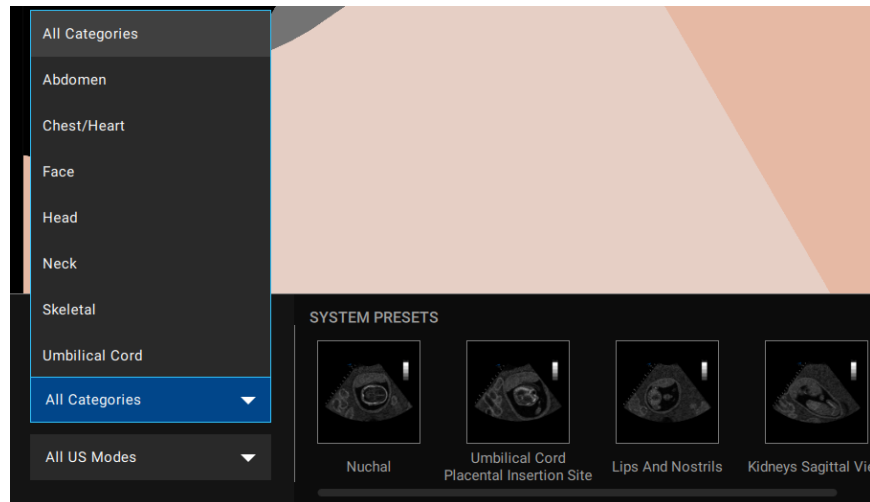 All Categories
Abdomen
Chest/Heart
Face
Head
Neck
Skeletal
Umbilical Cord
All Categories
All US Modes
SYSTEM PRESETS
Nuchal
Umbilical Cord
Placental Insertion Site
Lips And Nostrils
Kidneys Sagittal Vie